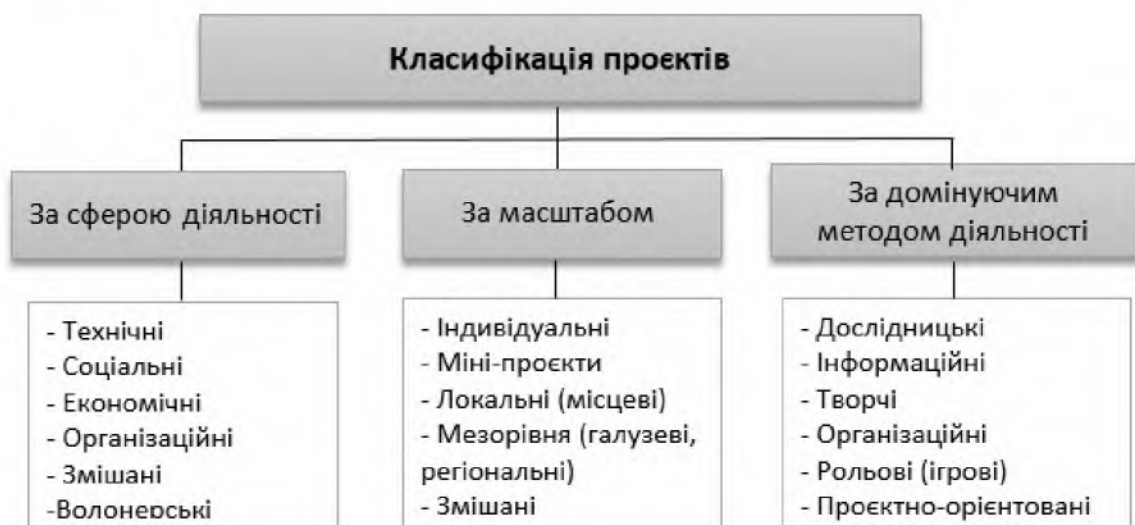 Класифікація проєктів
За сферою діяльності
- Технічні
- Соціальні
- Економічні
- Організаційні
- Змішані
-Волонерські
За масштабом
- Індивідуальні
- Міні-проєкти
- Локальні (місцеві)
- Мезорівня (галузеві,
регіональні)
- Змішані
За домінуючим
методом діяльності
- Дослідницькі
- Інформаційні
- Творчі
- Організаційні
- Рольові (ігрові)
- Проєктно-орієнтовані